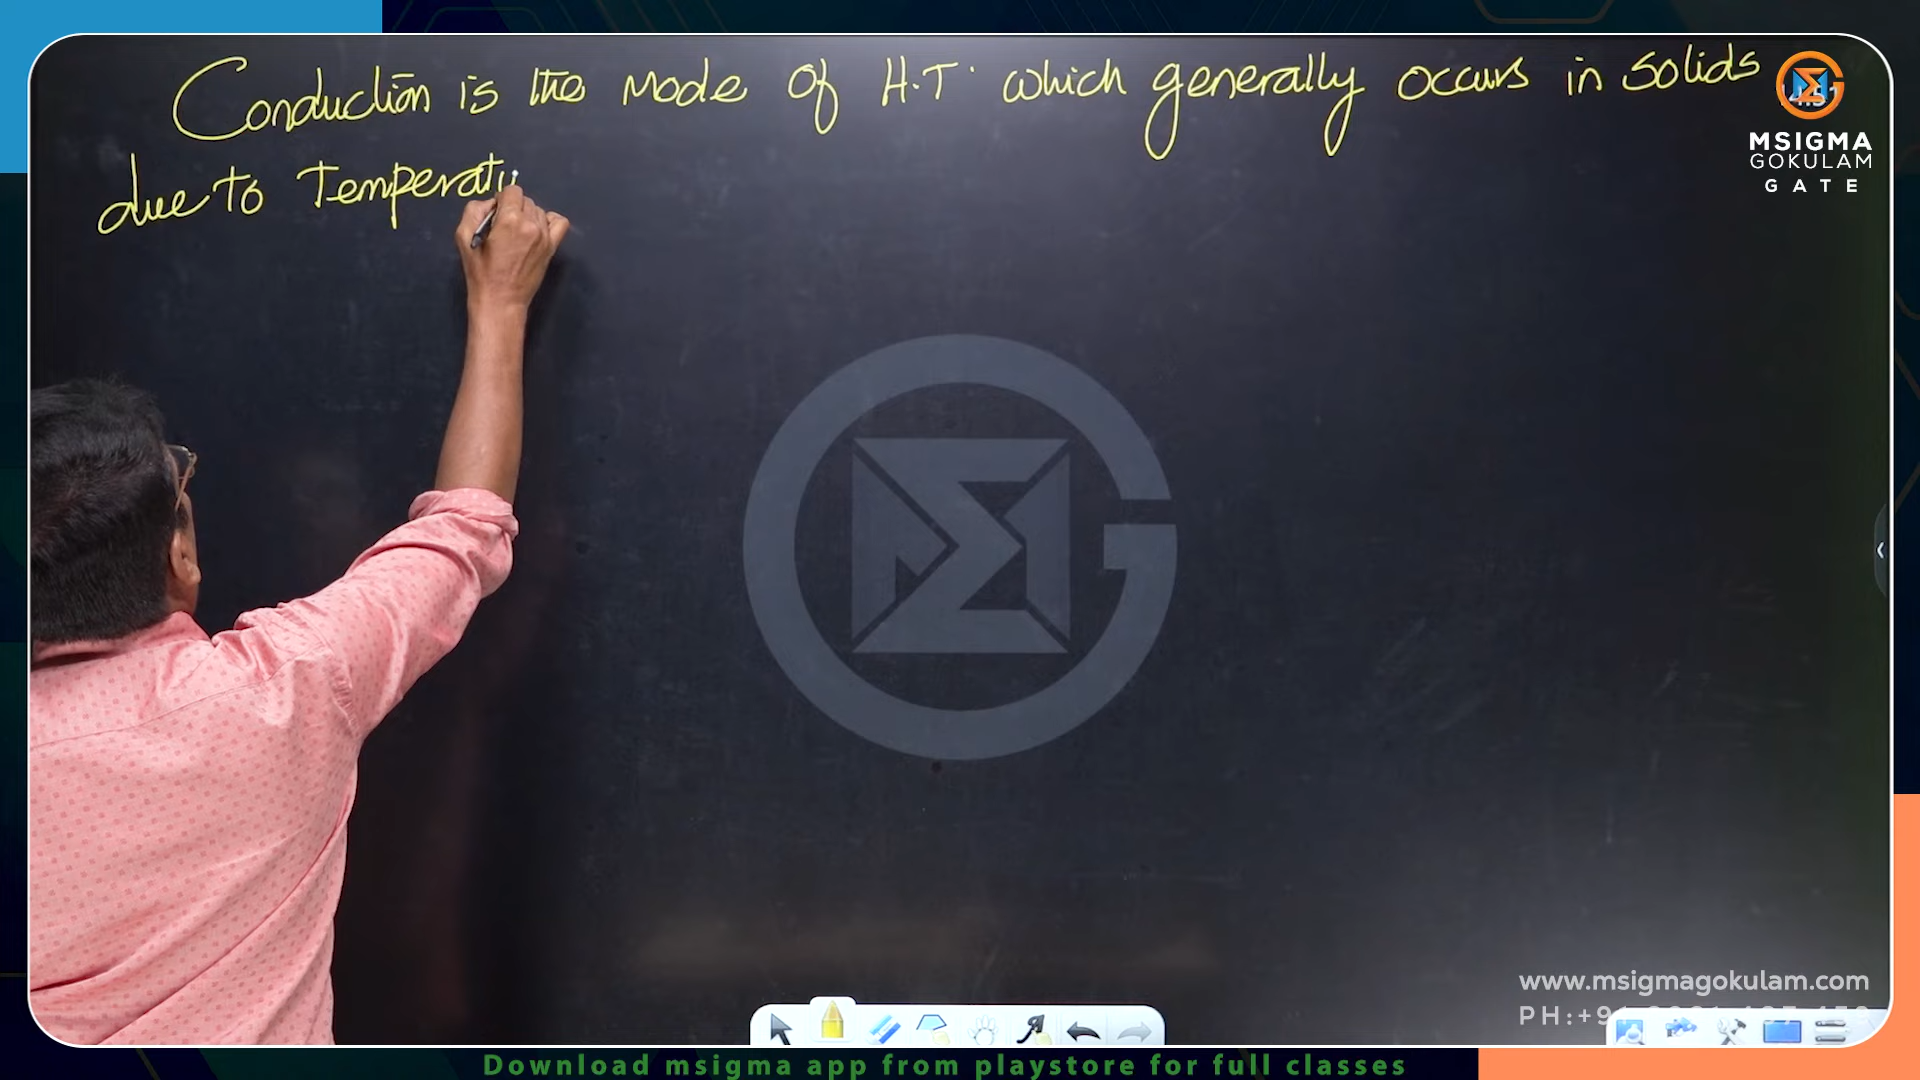 Conduction is the Mode of H.T. which generally occurs in Solids
due to Temperatu
MSIGMA
GOKULAM
GATE
www.msigmagokulam.com
Download msigma app from playstore for full classes